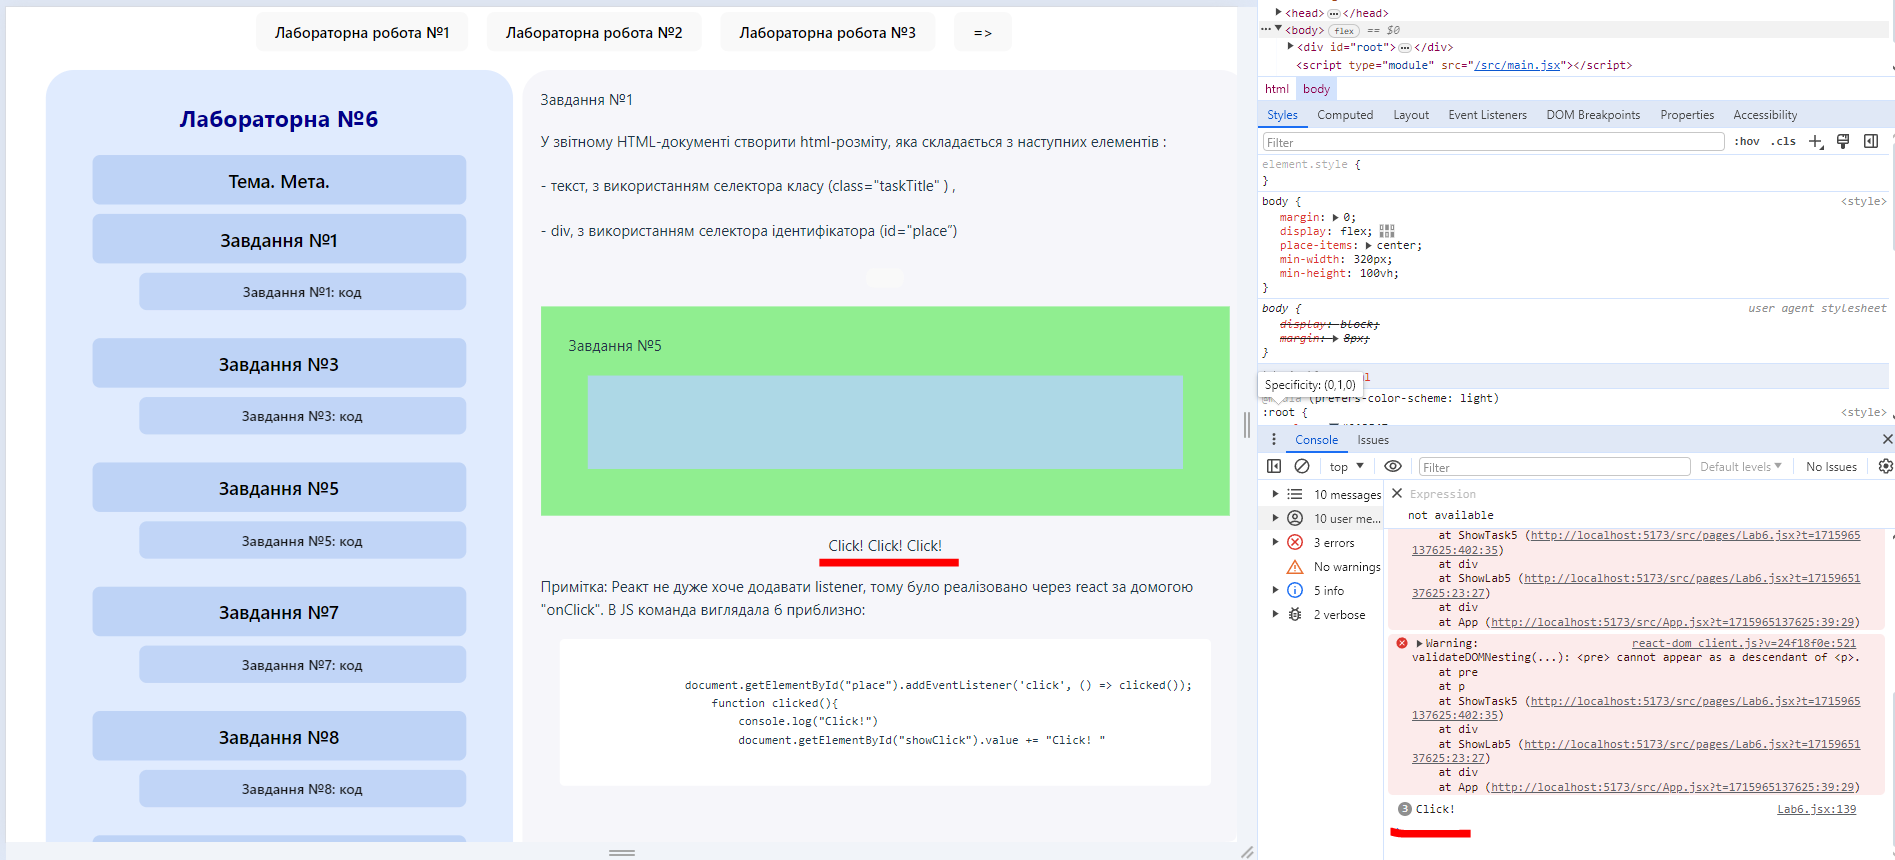 Лабораторна робота №1
Лабораторна робота №2
Лабораторна робота №3
=>
Лабораторна №6
Тема. Мета.
Завдання №1
Завдання №1: код
Завдання №3
Завдання №3: код
Завдання №5
Завдання №5: код
Завдання №7
Завдання №7: код
Завдання №8
Завдання №8: код
Завдання №1
У звітному HTML-документі створити html-розміту, яка складається з наступних елементів :
- текст, з використанням селектора класу (class="taskTitle" ) ,
- div, з використанням селектора ідентифікатора (id="place")
Завдання №5
Click! Click! Click!
Примітка: Реакт не дуже хоче додавати listener, тому було реалізовано через react за домогою
"onClick". В JS команда виглядала б приблизно:
document.getElementById("place").addEventListener('click', () => clicked());
function clicked(){
console.log("Click!")
document.getElementById("showClick").value += "Click! "
<head> ... </head>
... <body> flex == $0
<div id="root"> ... </div>
<script type="module" src="/src/main.jsx"></script>
html body
Styles Computed Layout Event Listeners DOM Breakpoints Properties Accessibility
Filter :hov .cls
element.style {
}
body { <style>
margin: 0;
display: flex;
place-items: center;
min-width: 320px;
min-height: 100vh;
}
body { user agent stylesheet
display: block;
margin: 8px;
}
Specificity: (0,1,0)
(prefers-color-scheme: light)
:root { <style>
Console Issues
top Filter Default levels No Issues
10 messages
10 user me...
3 errors
No warnings
5 info
2 verbose
Expression
not available
at ShowTask5 (http://localhost:5173/src/pages/Lab6.jsx?t=1715965
137625:402:35)
at div
at ShowLab5 (http://localhost:5173/src/pages/Lab6.jsx?t=17159651
37625:23:27)
at div
at App (http://localhost:5173/src/App.jsx?t=1715965137625:39:29)
Warning: react-dom client.js?v=24f18f0e:521
validateDOMNesting(...): <pre> cannot appear as a descendant of <p>.
at pre
at p
at ShowTask5 (http://localhost:5173/src/pages/Lab6.jsx?t=1715965
137625:402:35)
at div
at ShowLab5 (http://localhost:5173/src/pages/Lab6.jsx?t=17159651
37625:23:27)
at div
at App (http://localhost:5173/src/App.jsx?t=1715965137625:39:29)
3 Click! Lab6.jsx:139